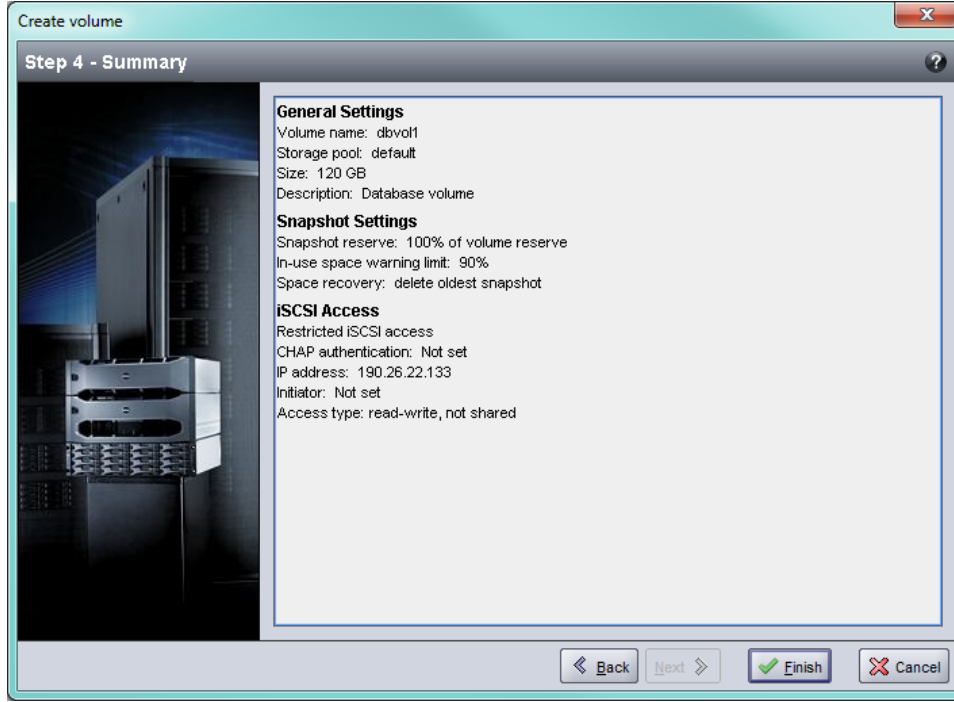 Create volume
Step 4 - Summary
?
General Settings
Volume name: dbvol1
Storage pool: default
Size: 120 GB
Description: Database volume
Snapshot Settings
Snapshot reserve: 100% of volume reserve
In-use space warning limit: 90%
Space recovery: delete oldest snapshot
iSCSI Access
Restricted iSCSI access
CHAP authentication: Not set
IP address: 190.26.22.133
Initiator: Not set
Access type: read-write, not shared
Back Next Finish Cancel